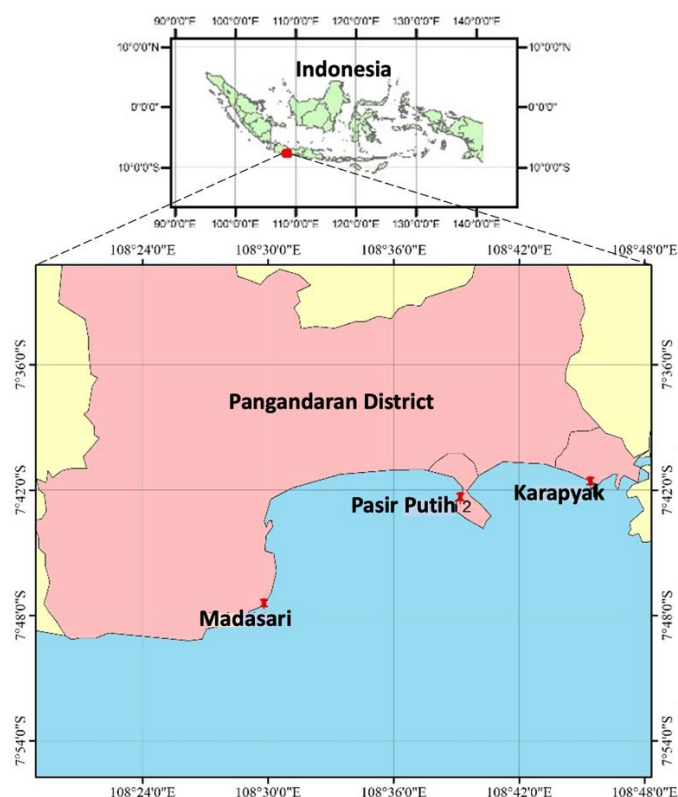 90°0'0"E 100°0'0"E 110°0'0"E 120°0'0"E 130°0'0"E 140°0'0"E
10°0'0"N 10°0'0"N
Indonesia
0°0'0" 0°0'0"
10°0'0"S 10°0'0"S
90°0'0"E 100°0'0"E 110°0'0"E 120°0'0"E 130°0'0"E 140°0'0"E
108°24'0"E 108°30'0"E 108°36'0"E 108°42'0"E 108°48'0"E
7°36'0"S 7°36'0"S
Pangandaran District
7°42'0"S 7°42'0"S
Karapyak
Pasir Putih 2
7°48'0"S 7°48'0"S
Madasari
7°54'0"S 7°54'0"S
108°24'0"E 108°30'0"E 108°36'0"E 108°42'0"E 108°48'0"E